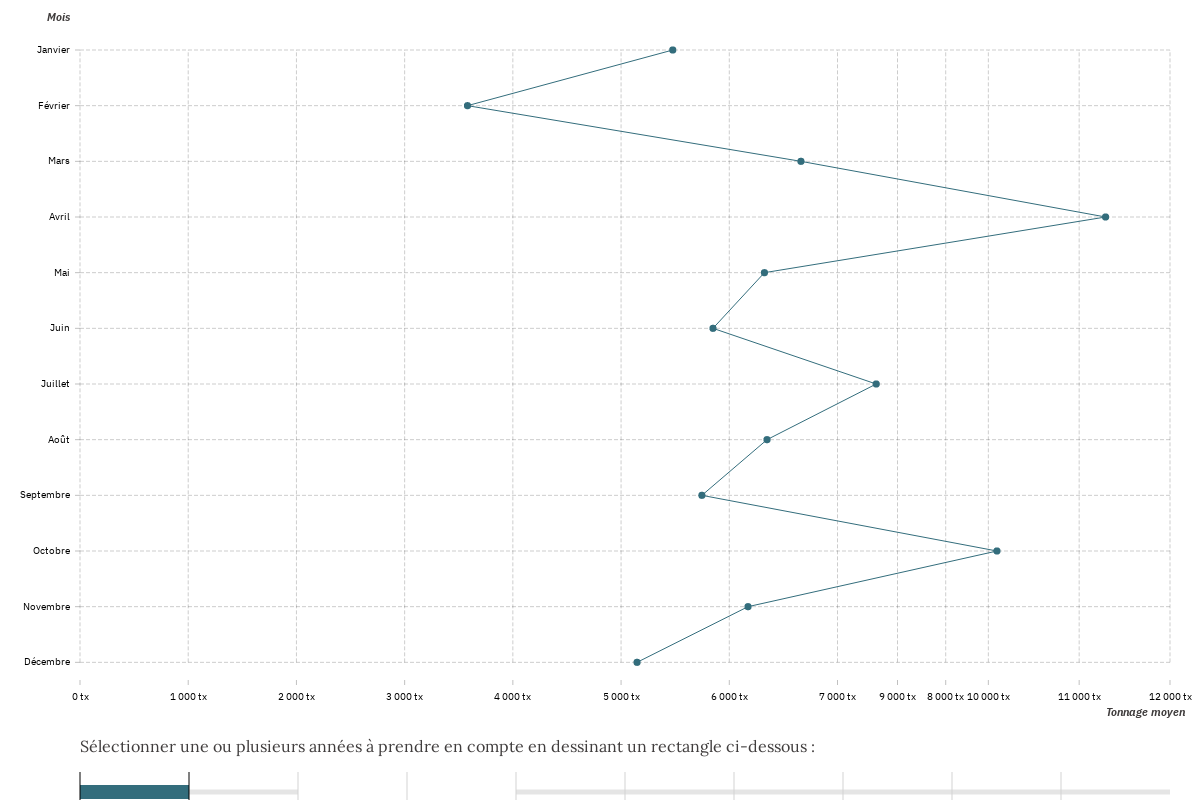 Mois
Janvier
Février
Mars
Avril
Mai
Juin
Juillet
Août
Septembre
Octobre
Novembre
Décembre
0 tx 1 000 tx 2 000 tx 3 000 tx 4 000 tx 5 000 tx 6 000 tx 7 000 tx 9 000 tx 8 000 tx 10 000 tx 11 000 tx 12 000 tx
Tonnage moyen
Sélectionner une ou plusieurs années à prendre en compte en dessinant un rectangle ci-dessous :